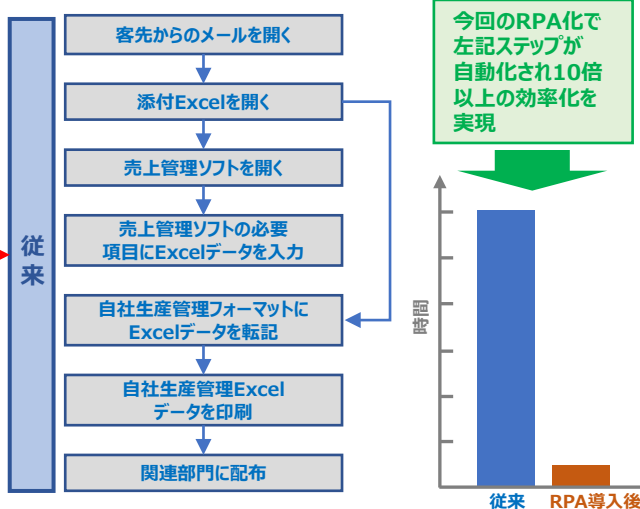 従来
客先からのメールを開く
添付Excelを開く
売上管理ソフトを開く
売上管理ソフトの必要
項目にExcelデータを入力
自社生産管理フォーマットに
Excelデータを転記
自社生産管理Excel
データを印刷
関連部門に配布
今回のRPA化で
左記ステップが
自動化され10倍
以上の効率化を
実現
時間
従来
RPA導入後